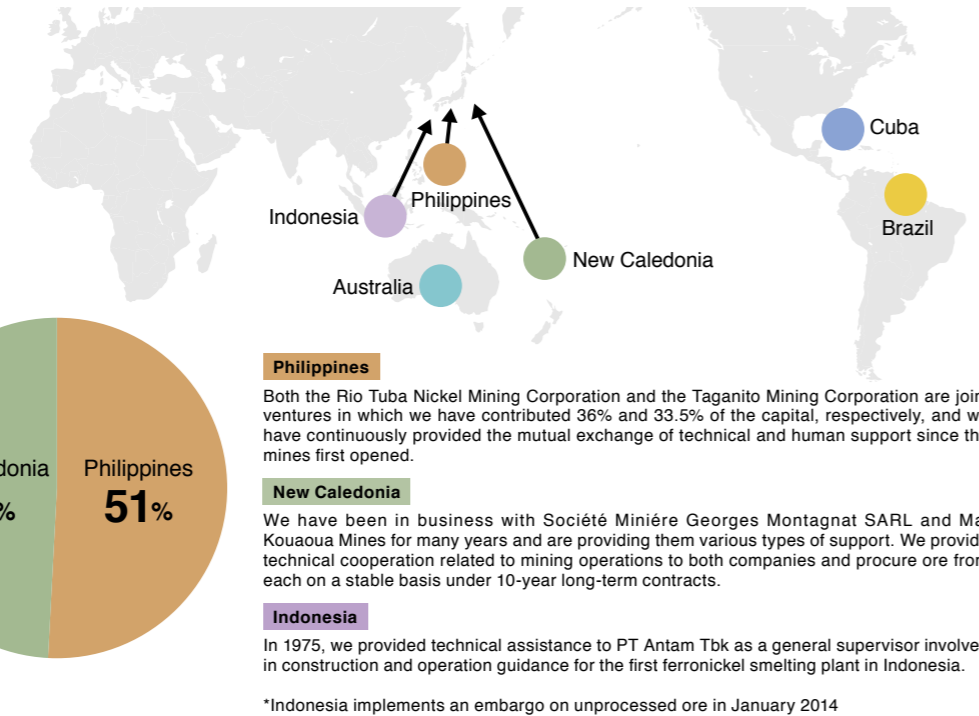 Cuba
Brazil
Philippines
Indonesia
New Caledonia
Australia
Philippines
Both the Rio Tuba Nickel Mining Corporation and the Taganito Mining Corporation are
ventures in which we have contributed 36% and 33.5% of the capital, respectively, and
have continuously provided the mutual exchange of technical and human support since
mines first opened.
donia
%
Philippines
51%
New Caledonia
We have been in business with Société Miniére Georges Montagnat SARL and
Kouaoua Mines for many years and are providing them various types of support. We
technical cooperation related to mining operations to both companies and procure ore
each on a stable basis under 10-year long-term contracts.
Indonesia
In 1975, we provided technical assistance to PT Antam Tbk as a general supervisor
in construction and operation guidance for the first ferronickel smelting plant in Indonesia.
*Indonesia implements an embargo on unprocessed ore in January 2014